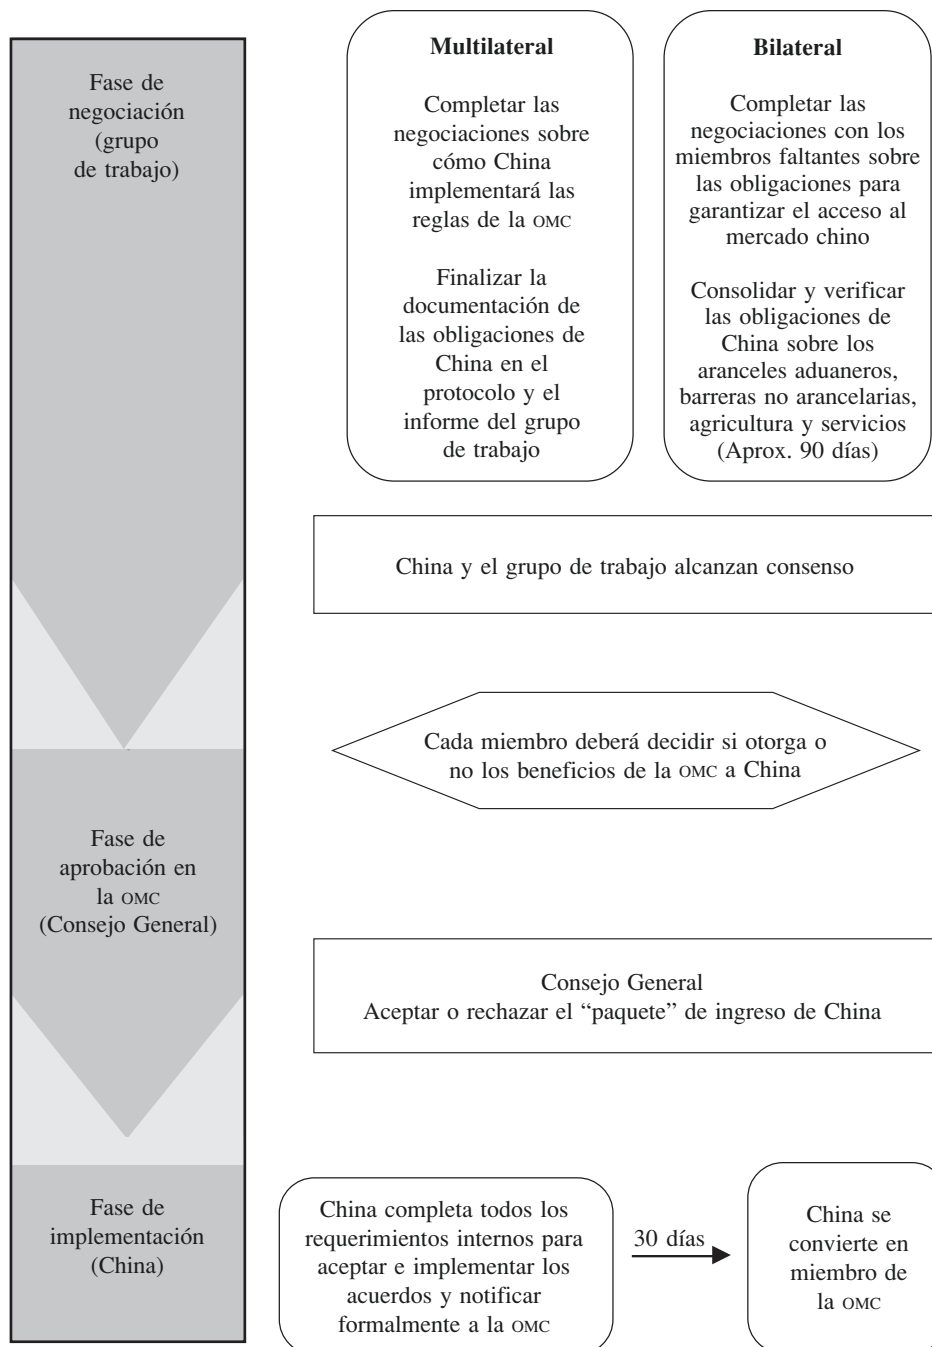 Fase de
negociación
(grupo
de trabajo)
Multilateral
Completar las
negociaciones sobre
cómo China
implementará las
reglas de la OMC
Finalizar la
documentación de
las obligaciones de
China en el
protocolo y el
informe del grupo
de trabajo
Bilateral
Completar las
negociaciones con los
miembros faltantes sobre
las obligaciones para
garantizar el acceso al
mercado chino
Consolidar y verificar
las obligaciones de
China sobre los
aranceles aduaneros,
barreras no arancelarias,
agricultura y servicios
(Aprox. 90 días)
China y el grupo de trabajo alcanzan consenso
Cada miembro deberá decidir si otorga o
no los beneficios de la OMC a China
Fase de
aprobación en
la OMC
(Consejo General)
Consejo General
Aceptar o rechazar el “paquete” de ingreso de China
Fase de
implementación
(China)
China completa todos los
requerimientos internos para
aceptar e implementar los
acuerdos y notificar
formalmente a la OMC
30 días
China se
convierte en
miembro de
la OMC